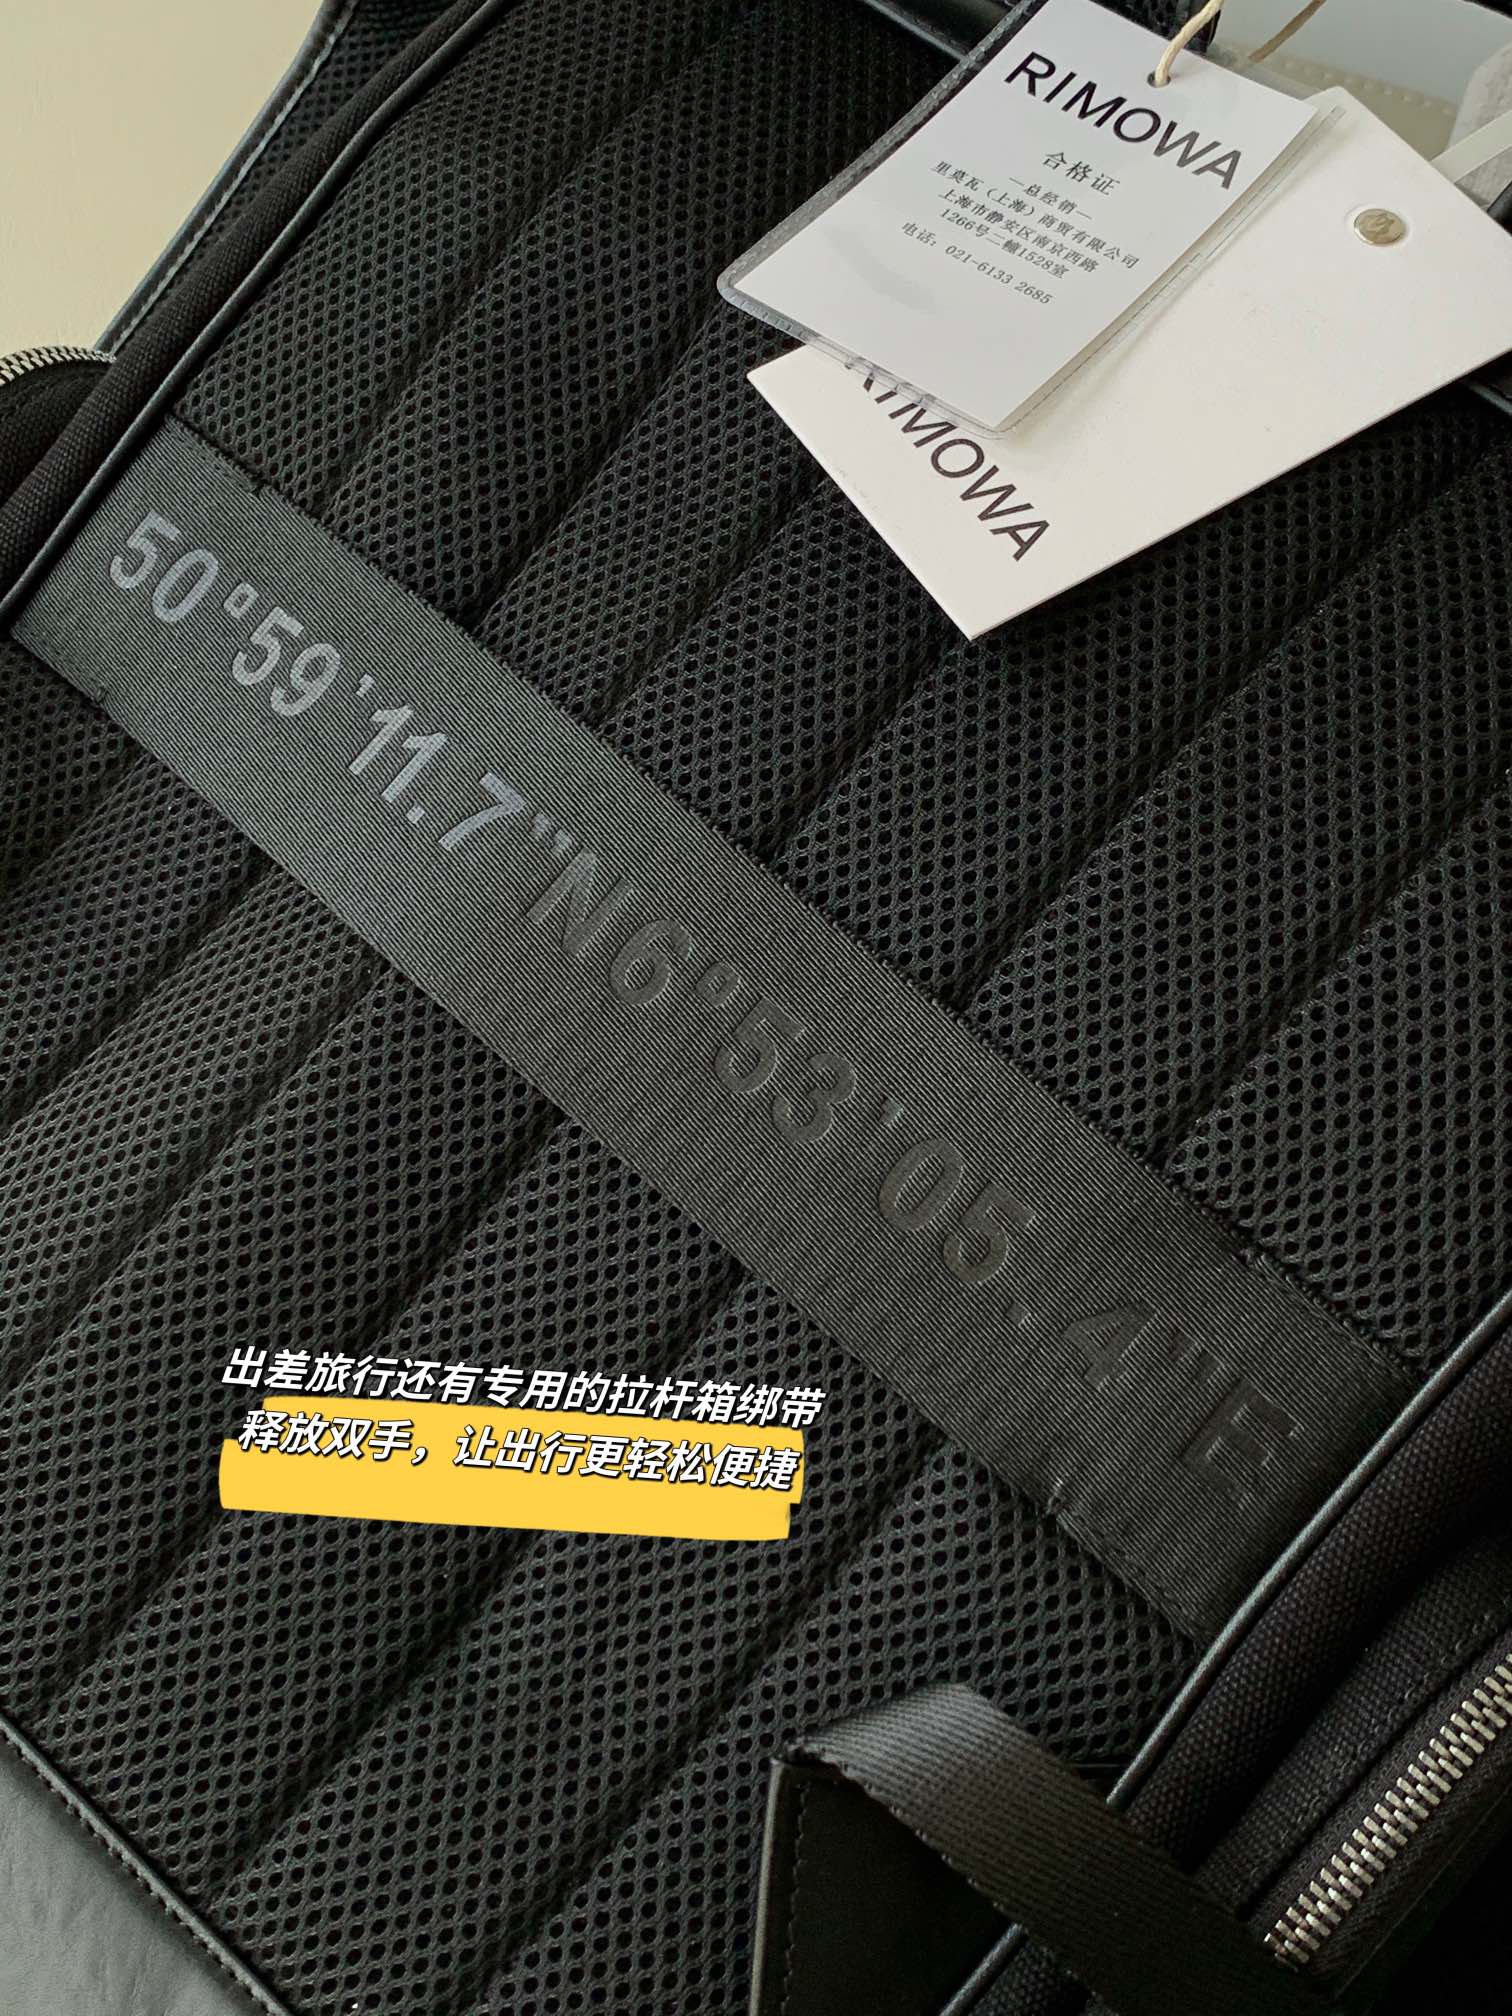 RIMOWA
合格证
—总经销—
里莫瓦（上海）商贸有限公司
上海市静安区南京西路
1266号二幢1528室
电话：021-6133 2685
RIMOWA
50°59'11.7"N6°53'05.4"E
出差旅行还有专用的拉杆箱绑带
释放双手，让出行更轻松便捷